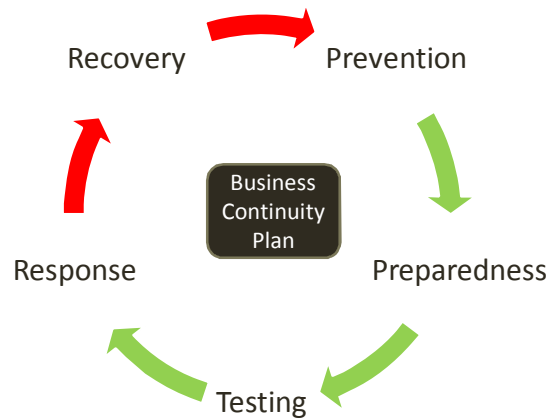 Recovery
Prevention
Business
Continuity
Plan
Response
Preparedness
Testing